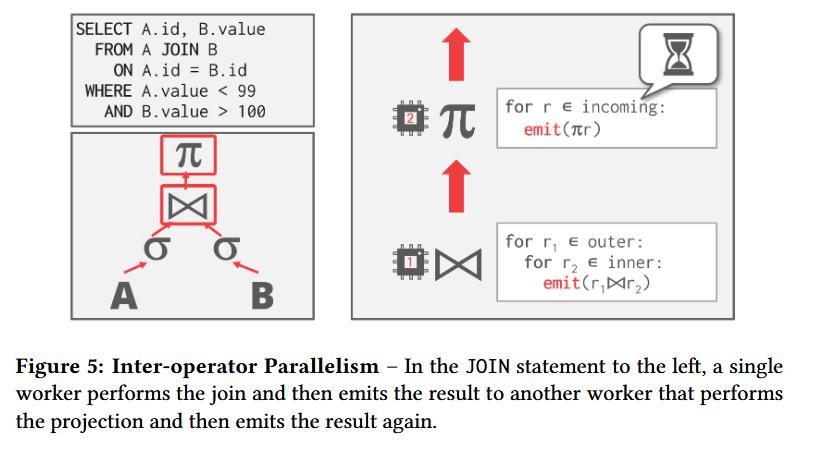 SELECT A.id, B.value
FROM A JOIN B
ON A.id = B.id
WHERE A.value < 99
AND B.value > 100
π
⋈
σ σ
A B
2 π
for r ∈ incoming:
emit(πr)
1 ⋈
for r₁ ∈ outer:
for r₂ ∈ inner:
emit(r₁⋈r₂)
Figure 5: Inter-operator Parallelism – In the JOIN statement to the left, a single
worker performs the join and then emits the result to another worker that performs
the projection and then emits the result again.